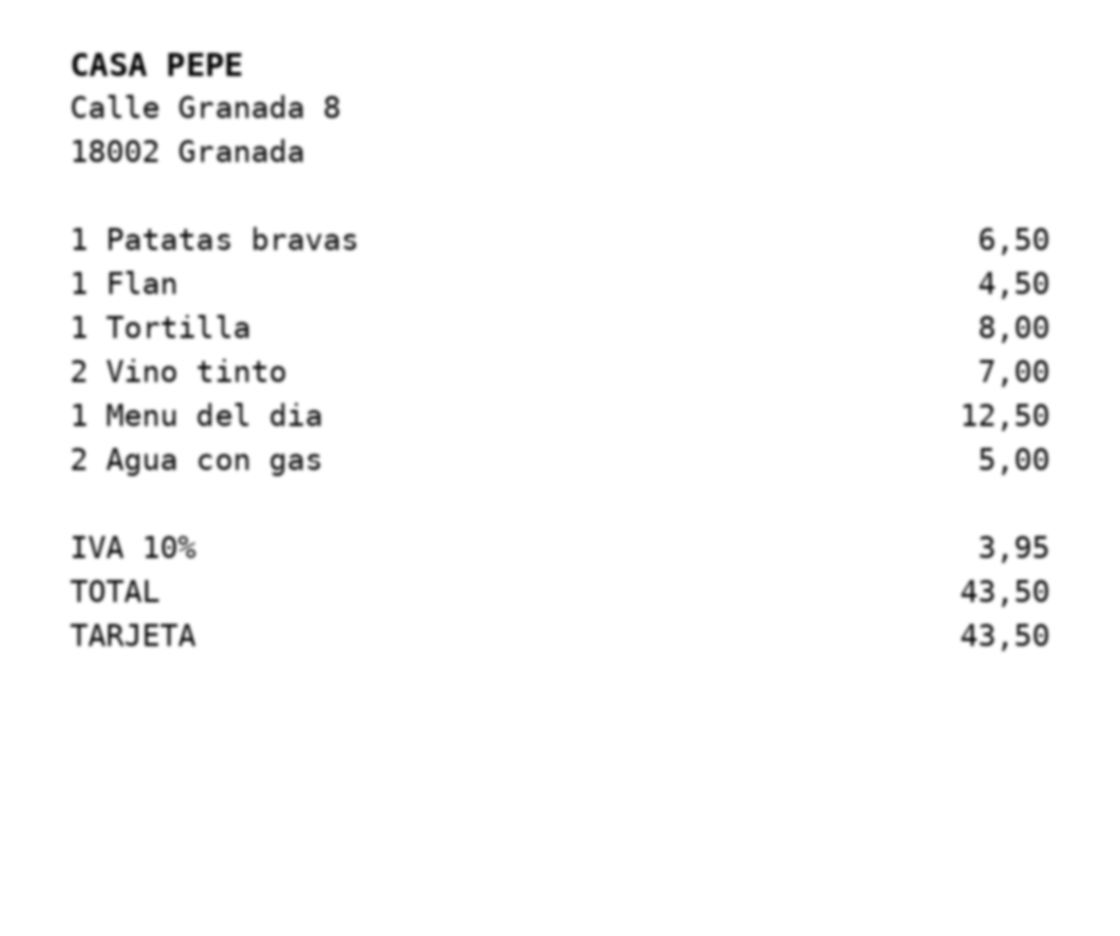 CASA PEPE
Calle Granada 8
18002 Granada
1 Patatas bravas 6,50
1 Flan 4,50
1 Tortilla 8,00
2 Vino tinto 7,00
1 Menu del dia 12,50
2 Agua con gas 5,00
IVA 10% 3,95
TOTAL 43,50
TARJETA 43,50